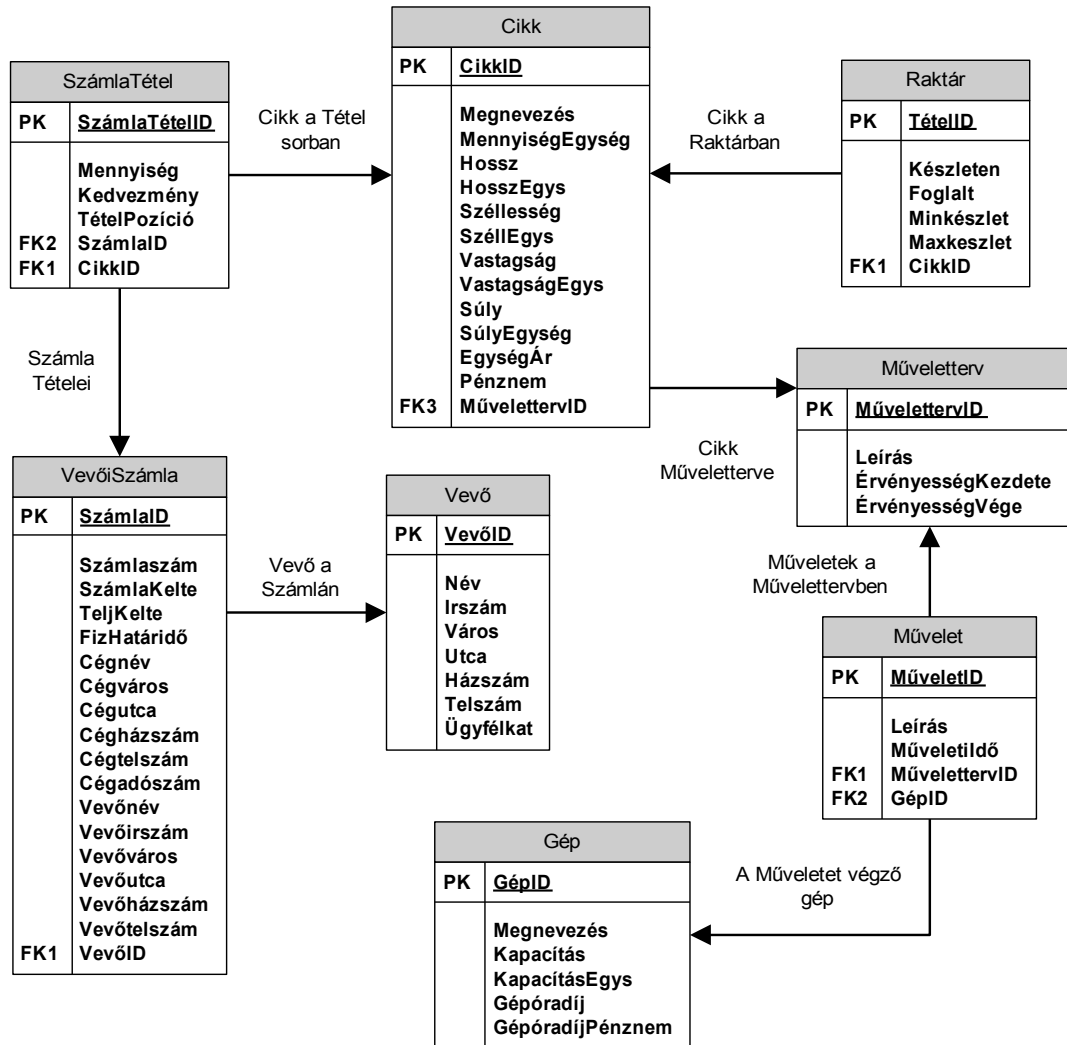 Cikk
PK CikkID
Megnevezés
MennyiségEgység
Hossz
HosszEgys
Széllesség
SzéllEgys
Vastagság
VastagságEgys
Súly
SúlyEgység
EgységÁr
Pénznem
FK3 MűvelettervID
SzámlaTétel
PK SzámlaTételID
Mennyiség
Kedvezmény
TételPozíció
FK2 SzámlaID
FK1 CikkID
Cikk a Tétel
sorban
Cikk a
Raktárban
Raktár
PK TételID
Készleten
Foglalt
Minkészlet
Maxkeszlet
FK1 CikkID
Számla
Tételei
Cikk
Műveletterve
Műveletterv
PK MűvelettervID
Leírás
ÉrvényességKezdete
ÉrvényességVége
VevőiSzámla
PK SzámlaID
Számlaszám
SzámlaKelte
TeljKelte
FizHatáridő
Cégnév
Cégváros
Cégutca
Cégházszám
Cégtelszám
Cégadószám
Vevőnév
Vevőirszám
Vevőváros
Vevőutca
Vevőházszám
Vevőtelszám
FK1 VevőID
Vevő a
Számlán
Vevő
PK VevőID
Név
Irszám
Város
Utca
Házszám
Telszám
Ügyfélkat
Műveletek a
Művelettervben
Művelet
PK MűveletID
Leírás
MűveletiIdő
FK1 MűvelettervID
FK2 GépID
A Műveletet végző
gép
Gép
PK GépID
Megnevezés
Kapacítás
KapacításEgys
Gépóradíj
GépóradíjPénznem